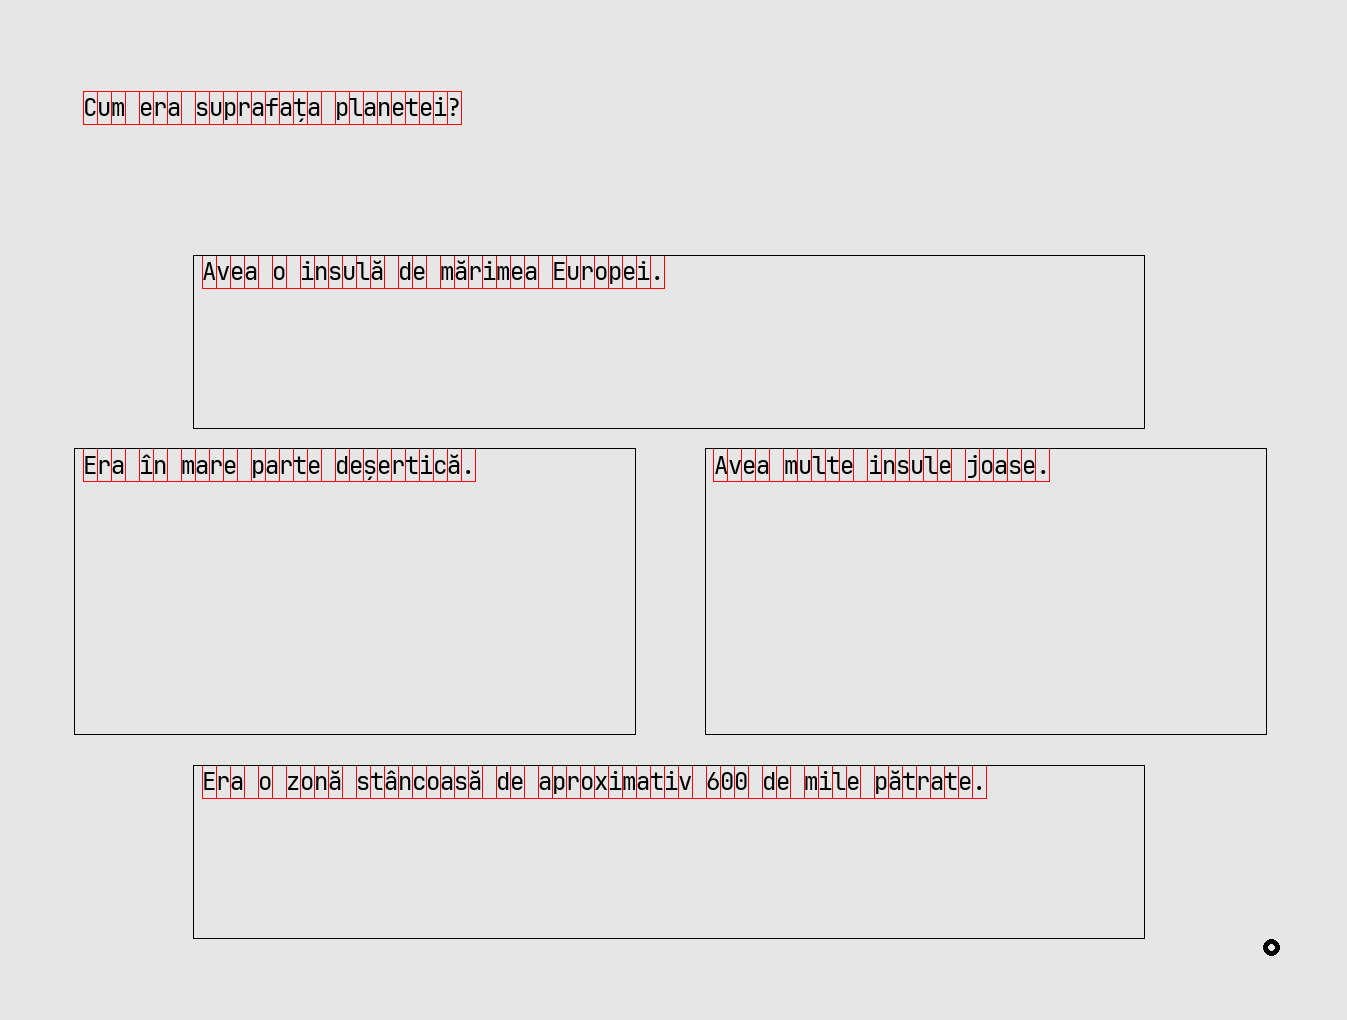 Cum era suprafața planetei?
Avea o insulă de mărimea Europei.
Era în mare parte deșertică.
Avea multe insule joase.
Era o zonă stâncoasă de aproximativ 600 de mile pătrate.